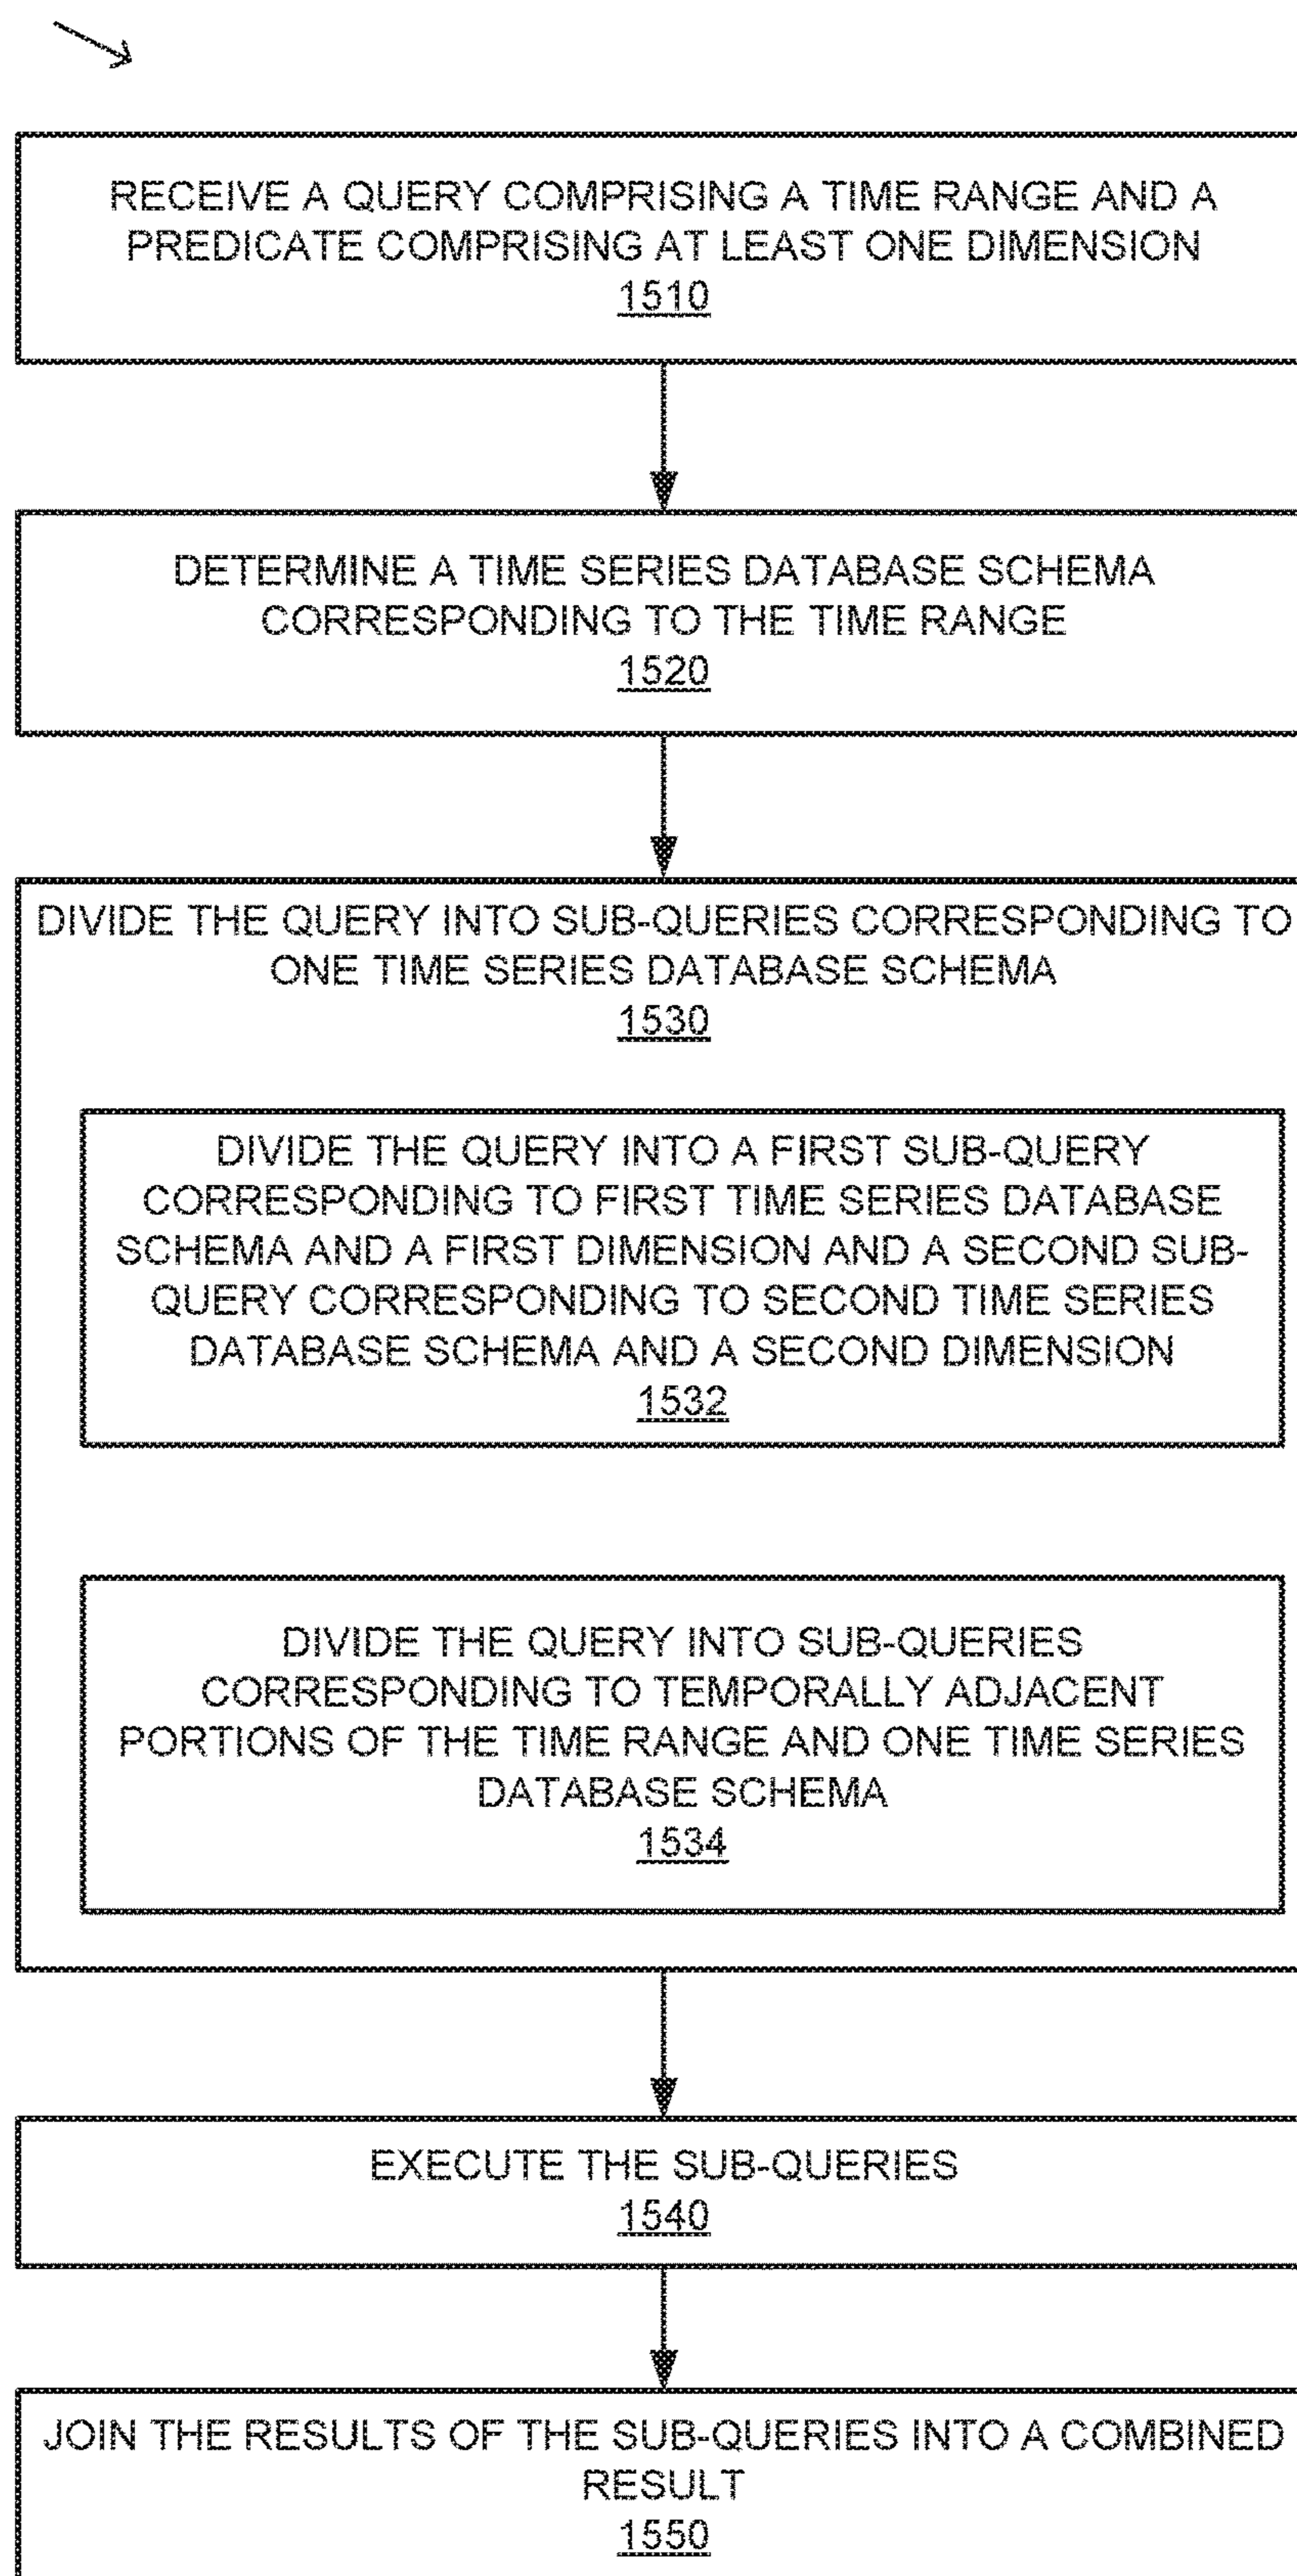 RECEIVE A QUERY COMPRISING A TIME RANGE AND A
PREDICATE COMPRISING AT LEAST ONE DIMENSION
1510
DETERMINE A TIME SERIES DATABASE SCHEMA
CORRESPONDING TO THE TIME RANGE
1520
DIVIDE THE QUERY INTO SUB-QUERIES CORRESPONDING TO
ONE TIME SERIES DATABASE SCHEMA
1530
DIVIDE THE QUERY INTO A FIRST SUB-QUERY
CORRESPONDING TO FIRST TIME SERIES DATABASE
SCHEMA AND A FIRST DIMENSION AND A SECOND SUB-
QUERY CORRESPONDING TO SECOND TIME SERIES
DATABASE SCHEMA AND A SECOND DIMENSION
1532
DIVIDE THE QUERY INTO SUB-QUERIES
CORRESPONDING TO TEMPORALLY ADJACENT
PORTIONS OF THE TIME RANGE AND ONE TIME SERIES
DATABASE SCHEMA
1534
EXECUTE THE SUB-QUERIES
1540
JOIN THE RESULTS OF THE SUB-QUERIES INTO A COMBINED
RESULT
1550